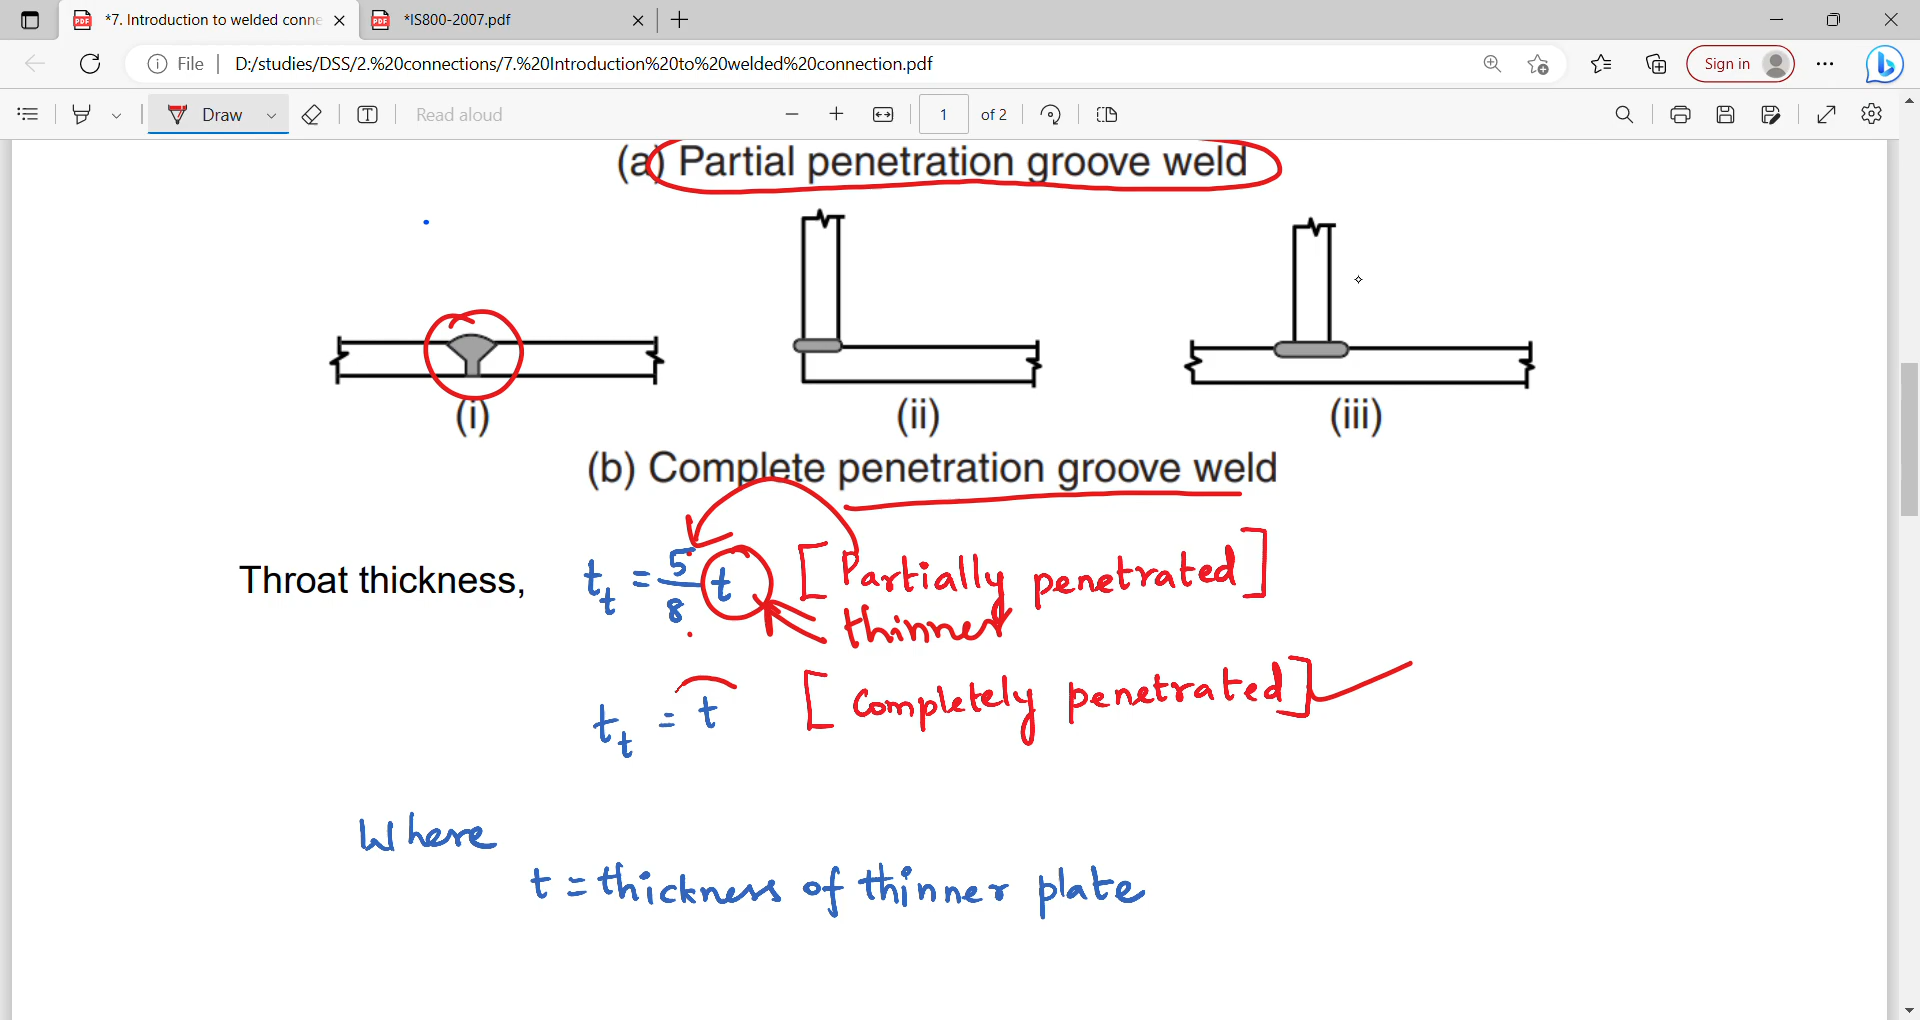 *7. Introduction to welded conne
*IS800-2007.pdf
File
D:/studies/DSS/2.%20connections/7.%20Introduction%20to%20welded%20connection.pdf
Sign in
Draw
Read aloud
1
of 2
(a) Partial penetration groove weld
(i)
(ii)
(iii)
(b) Complete penetration groove weld
Throat thickness, t_t = 5/8 t [Partially penetrated]
thinner
t_t = t [Completely penetrated]
Where
t = thickness of thinner plate